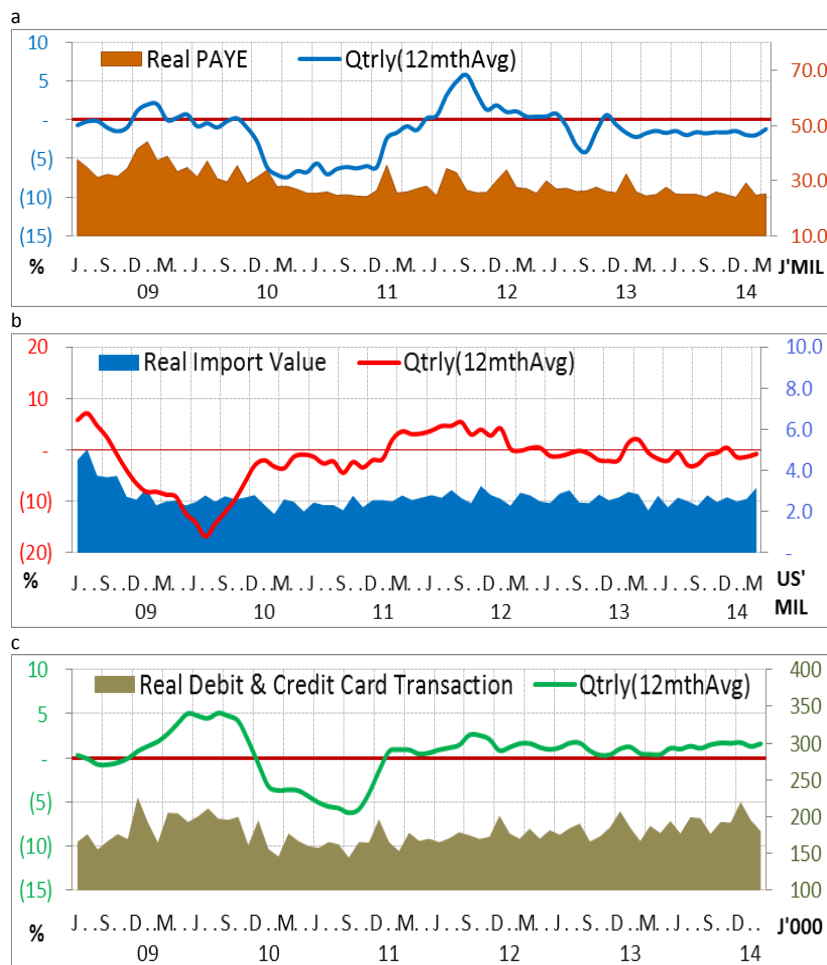 a
10
5
-
(5)
(10)
(15)
Real PAYE
Qtrly(12mthAvg)
70.0
50.0
30.0
10.0
J . . S . . D . . M . . J . . S . . D . . M . . J . . S . . D . . M . . J . . S . . D . . M . . J . . S . . D . . M . . J . . S . . D . . M
% J'MIL
09 10 11 12 13 14
b
20
10
-
(10)
(20)
Real Import Value
Qtrly(12mthAvg)
10.0
8.0
6.0
4.0
2.0
-
J . . S . . D . . M . . J . . S . . D . . M . . J . . S . . D . . M . . J . . S . . D . . M . . J . . S . . D . . M . . J . . S . . D . . M
% US'
MIL
09 10 11 12 13 14
c
10
5
-
(5)
(10)
(15)
Real Debit & Credit Card Transaction
Qtrly(12mthAvg)
400
350
300
250
200
150
100
J . . S . . D . . M . . J . . S . . D . . M . . J . . S . . D . . M . . J . . S . . D . . M . . J . . S . . D . . M . . J . . S . . D . .
% J'000
09 10 11 12 13 14